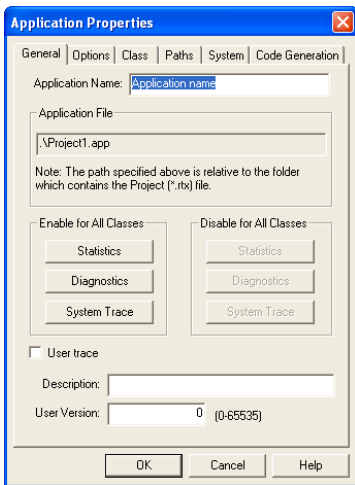 Application Properties
General Options Class Paths System Code Generation
Application Name: Application name
Application File
.\Project1.app
Note: The path specified above is relative to the folder
which contains the Project (*.rtx) file.
Enable for All Classes Disable for All Classes
Statistics Statistics
Diagnostics Diagnostics
System Trace System Trace
User trace
Description:
User Version: 0 (0-65535)
OK Cancel Help